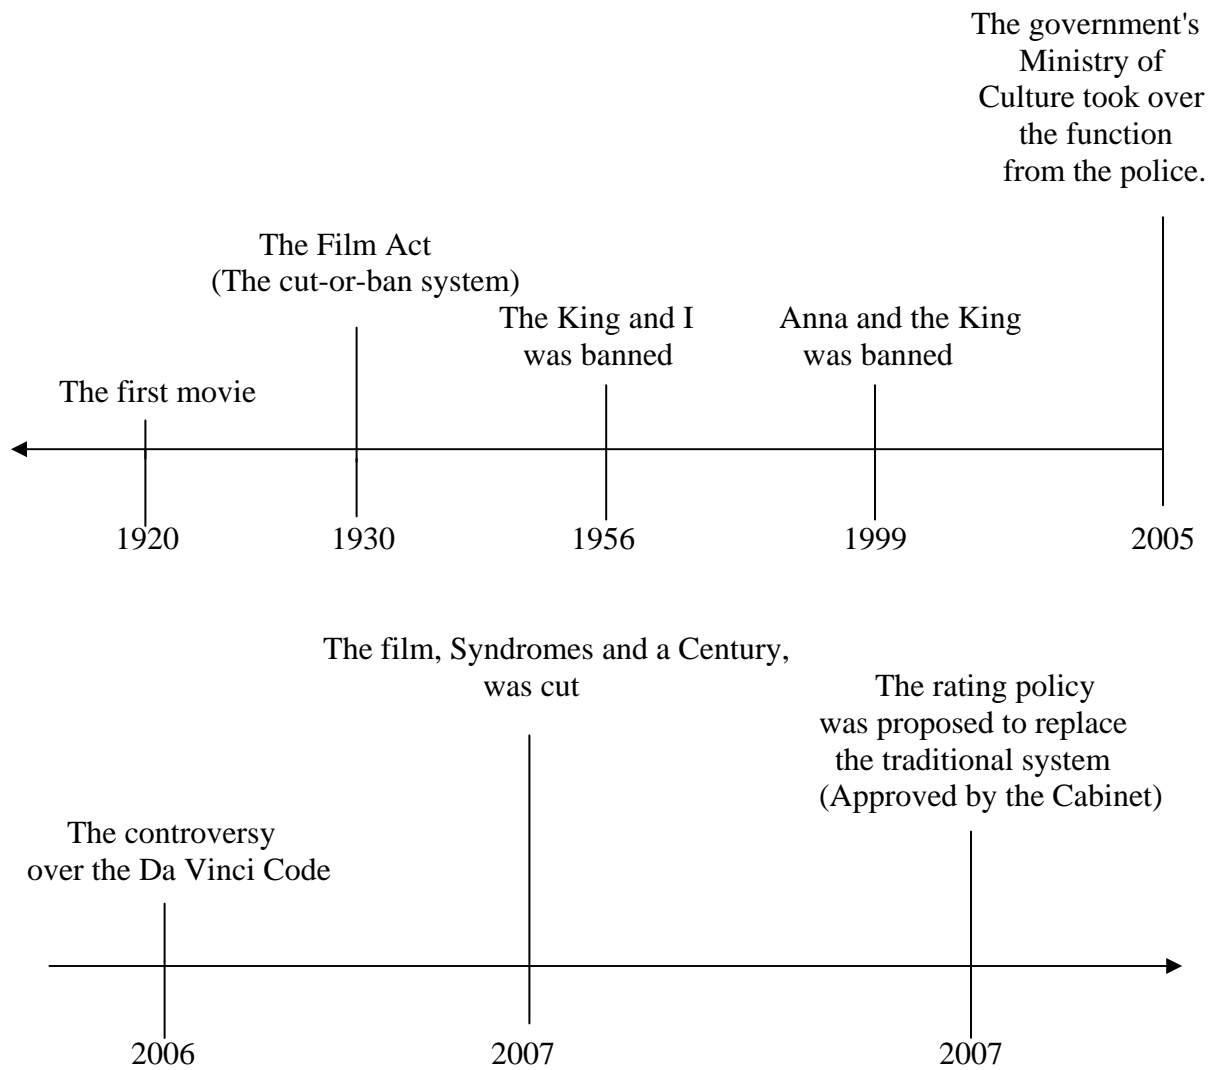 The government's
Ministry of
Culture took over
the function
from the police.
The Film Act
(The cut-or-ban system)
The King and I
was banned
Anna and the King
was banned
The first movie
1920
1930
1956
1999
2005
The film, Syndromes and a Century,
was cut
The rating policy
was proposed to replace
the traditional system
(Approved by the Cabinet)
The controversy
over the Da Vinci Code
2006
2007
2007